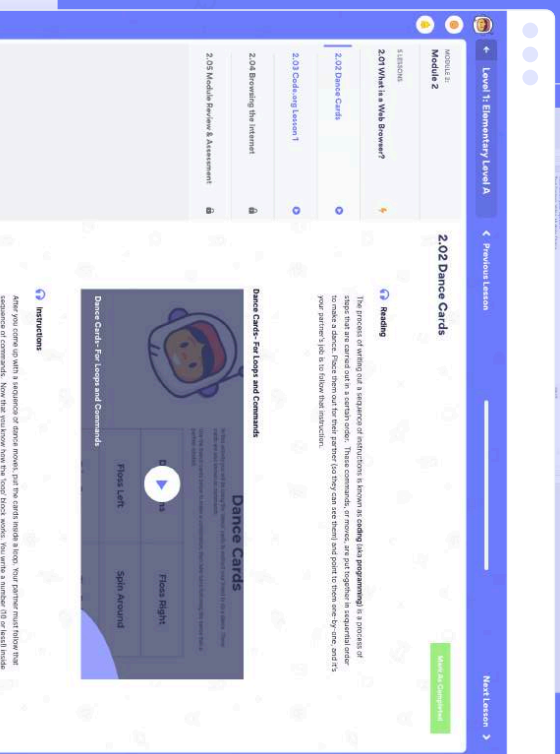 Level 1: Elementary Level A
Previous Lesson
Next Lesson
MODULE 2:
Module 2
5 LESSONS
2.01 What is a Web Browser?
2.02 Dance Cards
2.03 Code.org Lesson 1
2.04 Browsing the Internet
2.05 Module Review & Assessment
2.02 Dance Cards
Mark As Completed
Reading
The process of writing out a sequence of instructions is known as coding (aka programming) is a process of
steps that are carried out in a certain order. These commands, or moves, are put together in sequential order
to make a dance. Place them out for their partner (so they can see them) and point to them one-by-one, and it's
your partner's job is to follow that instruction.
Dance Cards- For Loops and Commands
Dance Cards
Floss Right
Floss Left
Spin Around
Dance Cards- For Loops and Commands
Instructions
After you come up with a sequence of dance moves, put the cards inside a loop. Your partner must follow that
sequence of commands. Now that you know how the 'loop' block works. You write a number (10 or less) inside